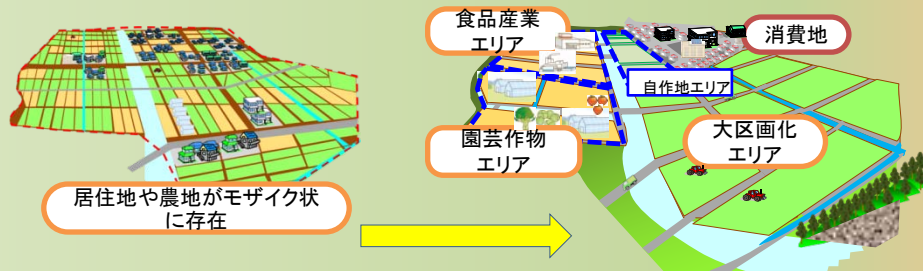 居住地や農地がモザイク状
に存在
食品産業
エリア
消費地
自作地エリア
園芸作物
エリア
大区画化
エリア